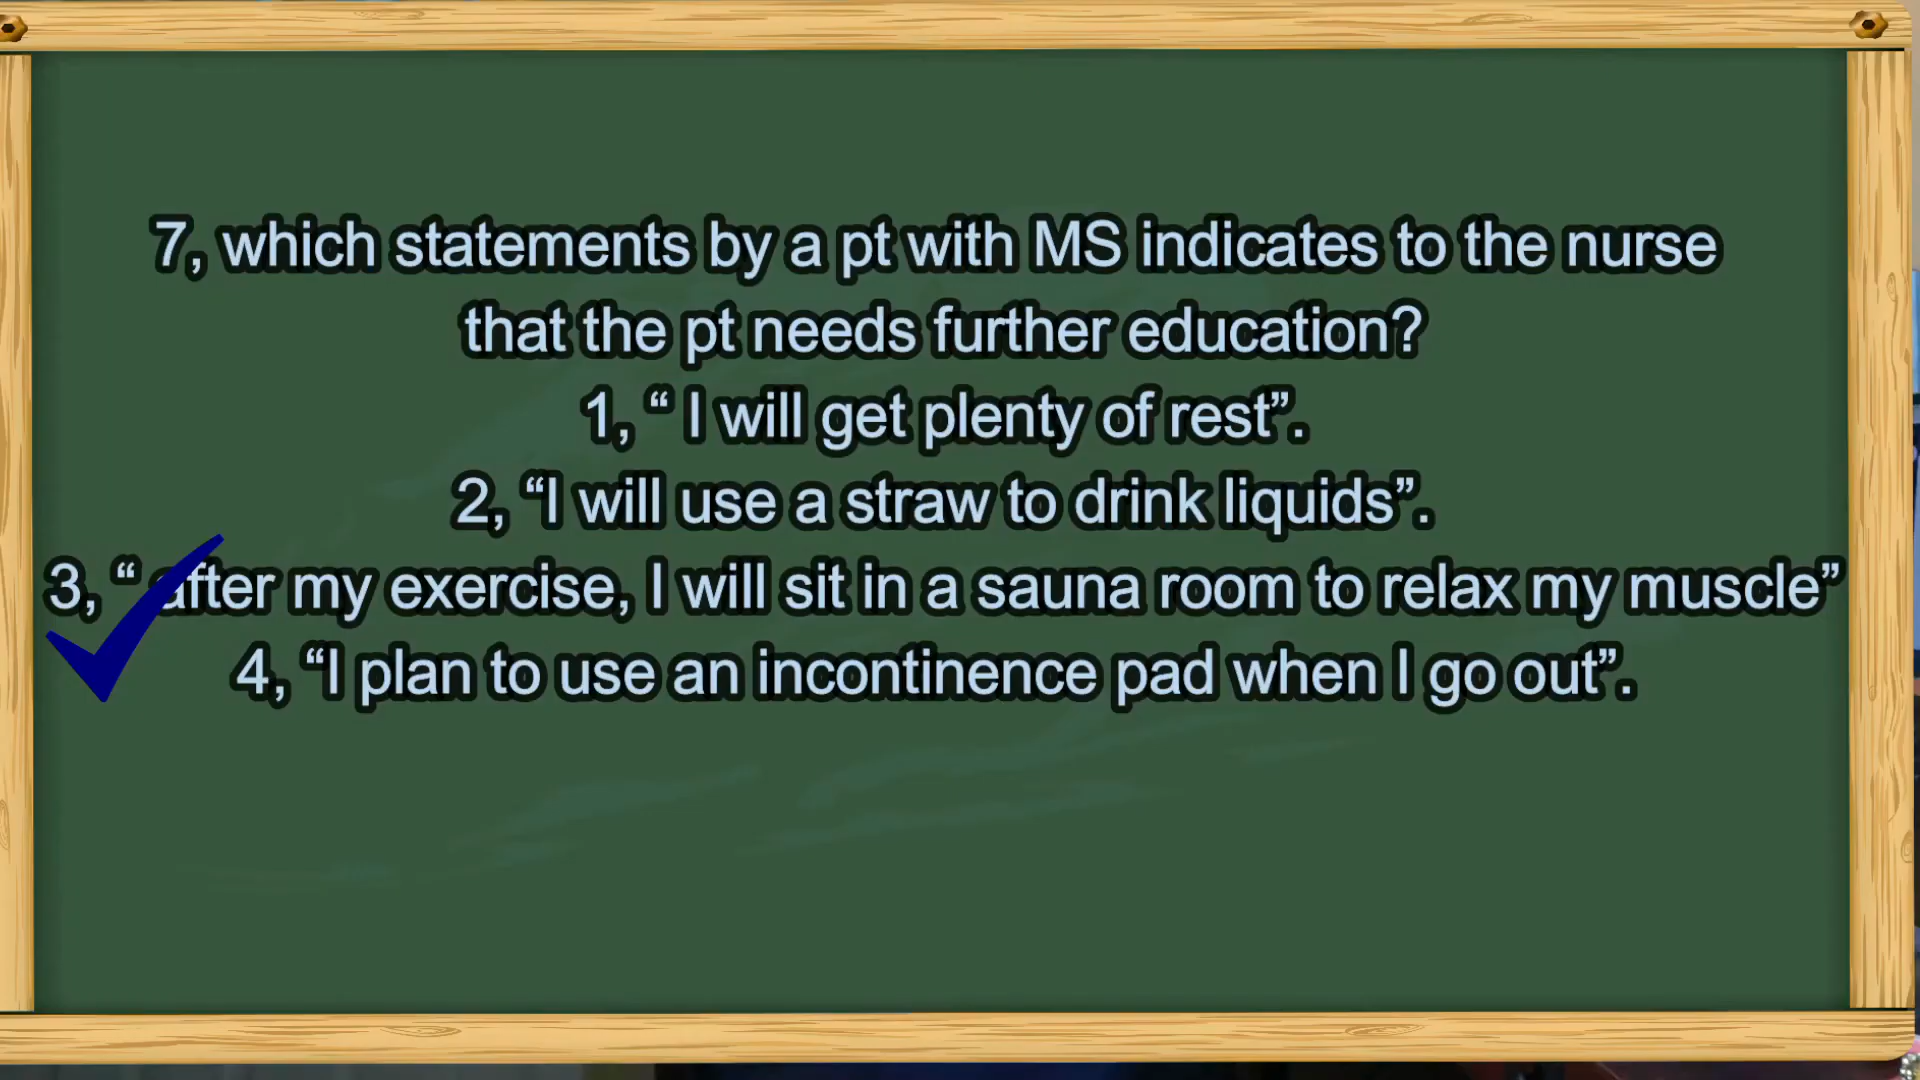 7, which statements by a pt with MS indicates to the nurse
that the pt needs further education?
1, “ I will get plenty of rest”.
2, “I will use a straw to drink liquids”.
3, “ after my exercise, I will sit in a sauna room to relax my muscle”
4, “I plan to use an incontinence pad when I go out”.